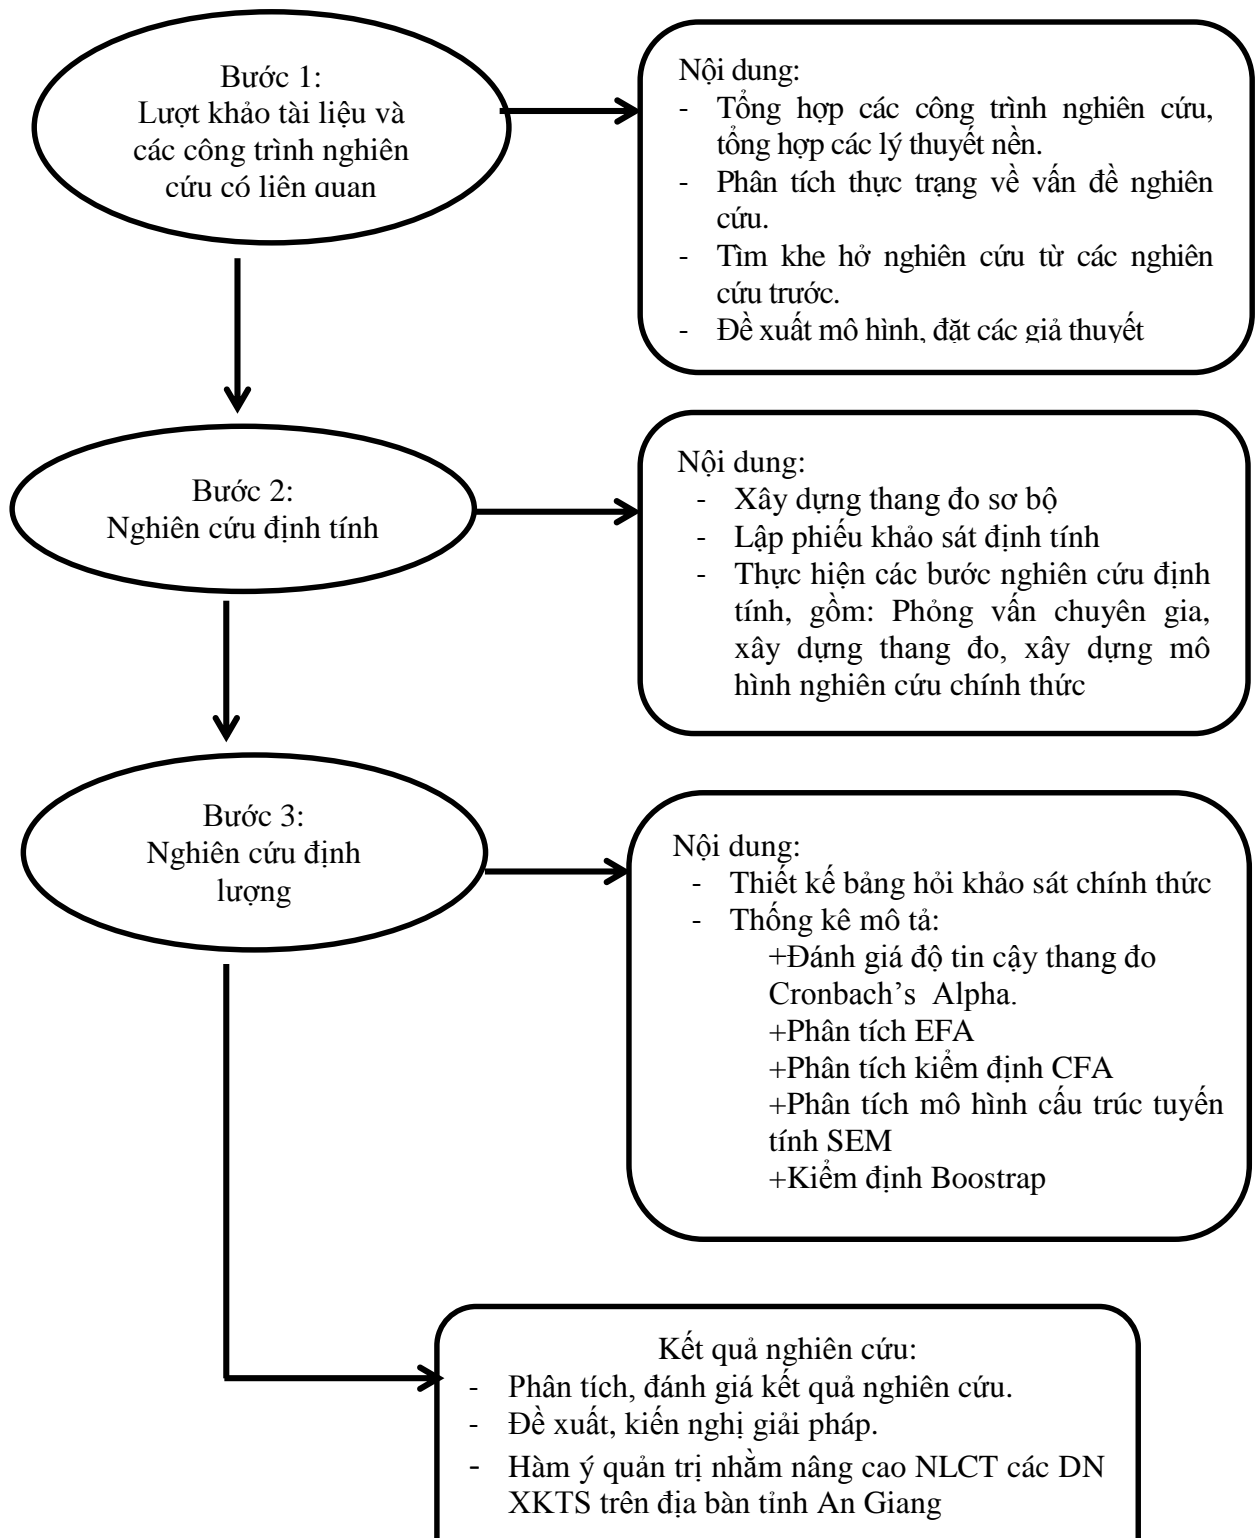 Bước 1:
Lượt khảo tài liệu và
các công trình nghiên
cứu có liên quan
Nội dung:
- Tổng hợp các công trình nghiên cứu,
tổng hợp các lý thuyết nền.
- Phân tích thực trạng về vấn đề nghiên
cứu.
- Tìm khe hở nghiên cứu từ các nghiên
cứu trước.
- Đề xuất mô hình, đặt các giả thuyết
Bước 2:
Nghiên cứu định tính
Nội dung:
- Xây dựng thang đo sơ bộ
- Lập phiếu khảo sát định tính
- Thực hiện các bước nghiên cứu định
tính, gồm: Phỏng vấn chuyên gia,
xây dựng thang đo, xây dựng mô
hình nghiên cứu chính thức
Bước 3:
Nghiên cứu định
lượng
Nội dung:
- Thiết kế bảng hỏi khảo sát chính thức
- Thống kê mô tả:
+Đánh giá độ tin cậy thang đo
Cronbach’s Alpha.
+Phân tích EFA
+Phân tích kiểm định CFA
+Phân tích mô hình cấu trúc tuyến
tính SEM
+Kiểm định Boostrap
Kết quả nghiên cứu:
- Phân tích, đánh giá kết quả nghiên cứu.
- Đề xuất, kiến nghị giải pháp.
- Hàm ý quản trị nhằm nâng cao NLCT các DN
XKTS trên địa bàn tỉnh An Giang